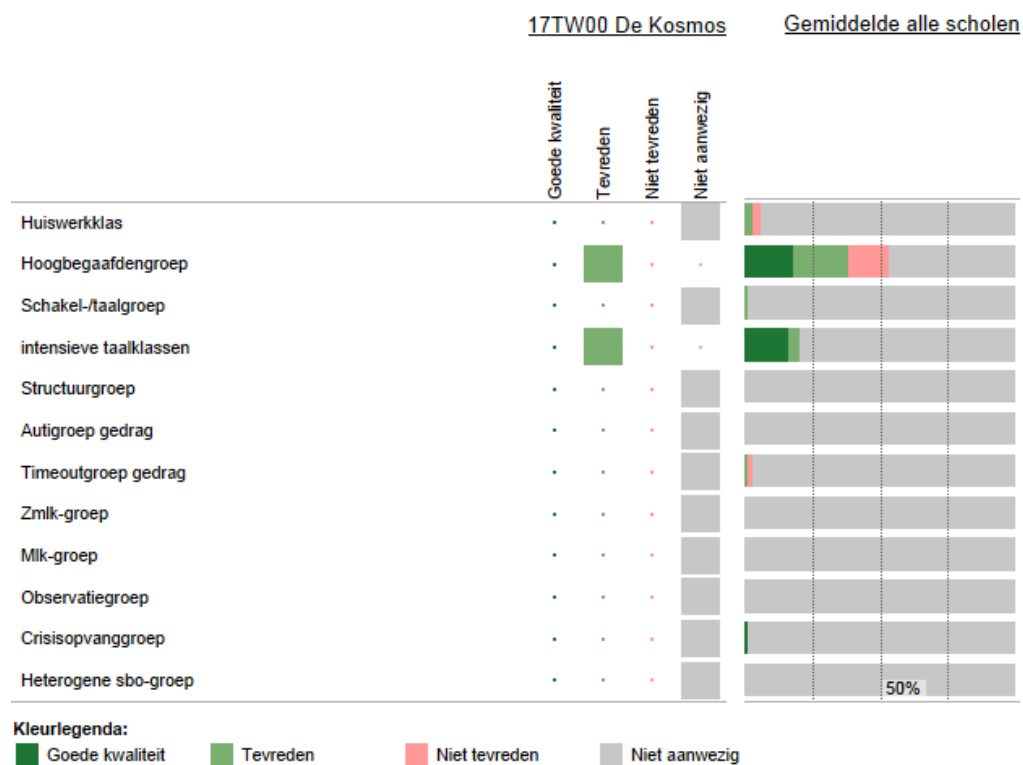 17TW00 De Kosmos
Gemiddelde alle scholen
Goede kwaliteit
Tevreden
Niet tevreden
Niet aanwezig
Huiswerkklas
Hoogbegaafdengroep
Schakel-/taalgroep
intensieve taalklassen
Structuurgroep
Autigroep gedrag
Timeoutgroep gedrag
Zmlk-groep
Mlk-groep
Observatiegroep
Crisisopvanggroep
Heterogene sbo-groep
50%
Kleurlegenda:
Goede kwaliteit Tevreden Niet tevreden Niet aanwezig